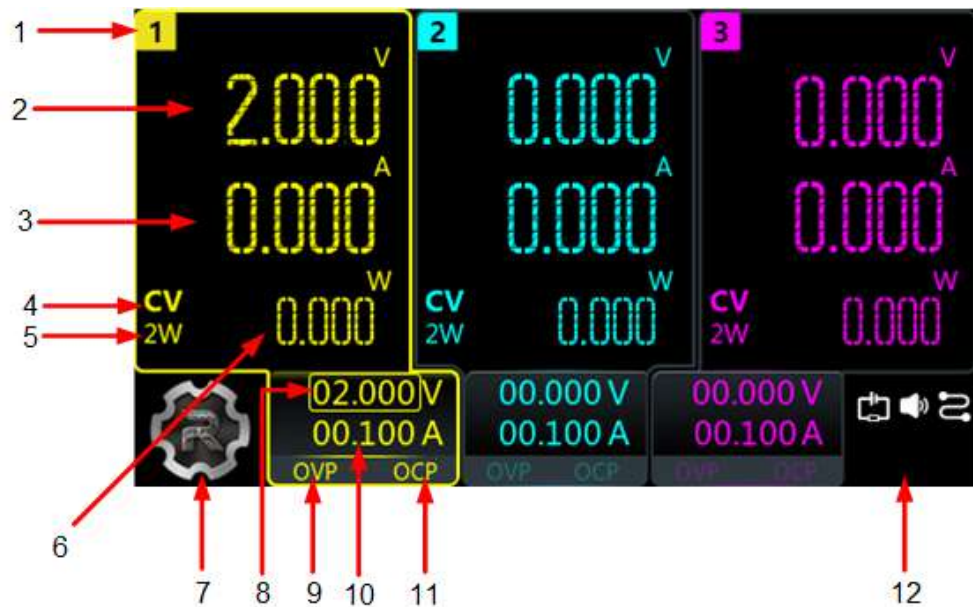 1 1 2 3
V V V
2 2.000 0.000 0.000
A A A
3 0.000 0.000 0.000
W W W
4 CV 0.000 CV 0.000 CV 0.000
5 2W 2W 2W
8 02.000 V 00.000 V 00.000 V
00.100 A 00.100 A 00.100 A
R OVP OCP OVP OCP OVP OCP
6
7 8 9 10 11 12